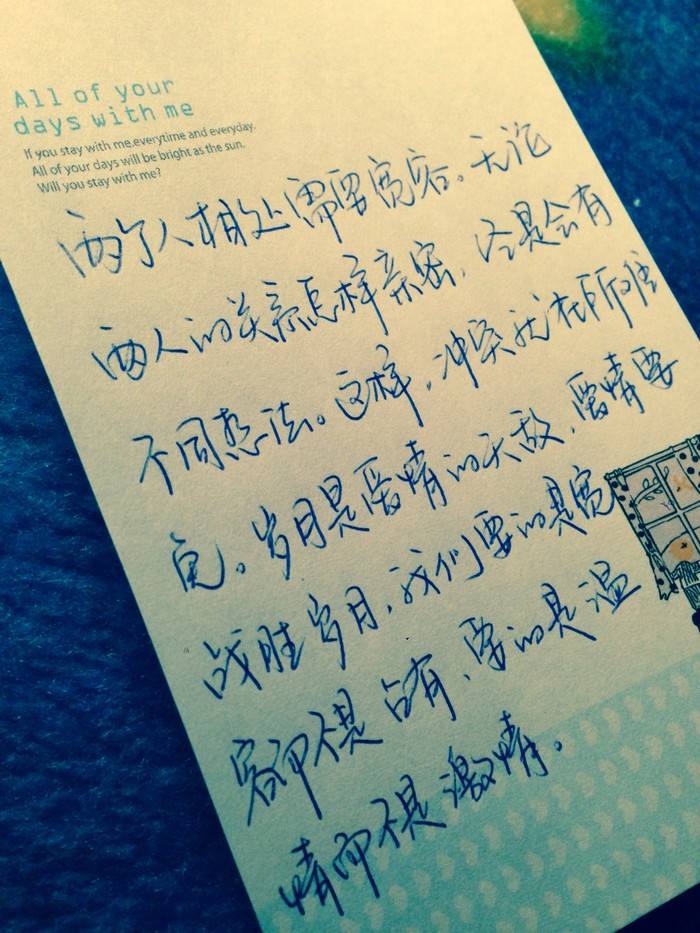 All of your
days with me
If you stay with me,everytime and everyday.
All of your days will be bright as the sun.
Will you stay with me?
两个人相处需要宽容。无论
两人的关系怎样亲密，总是会有
不同想法。这样，冲突就在所难
免。岁月是爱情的天敌，爱情要
战胜岁月，我们要的是宽
容而不是占有，要的是温
情而不是激情。